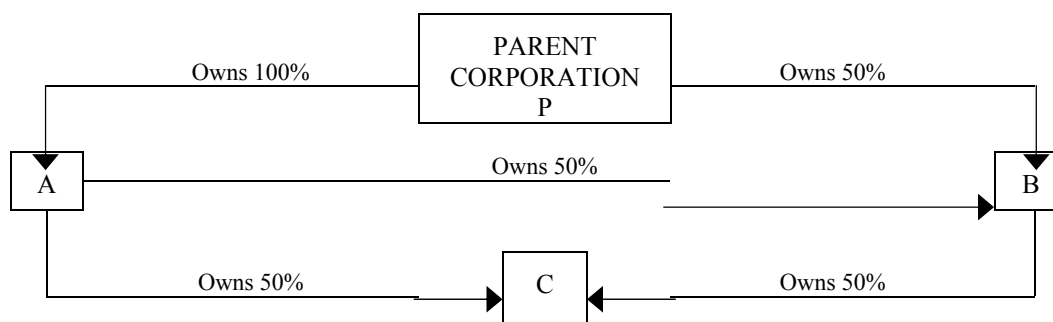 PARENT
CORPORATION
P
Owns 100%
Owns 50%
A
Owns 50%
B
Owns 50%
C
Owns 50%